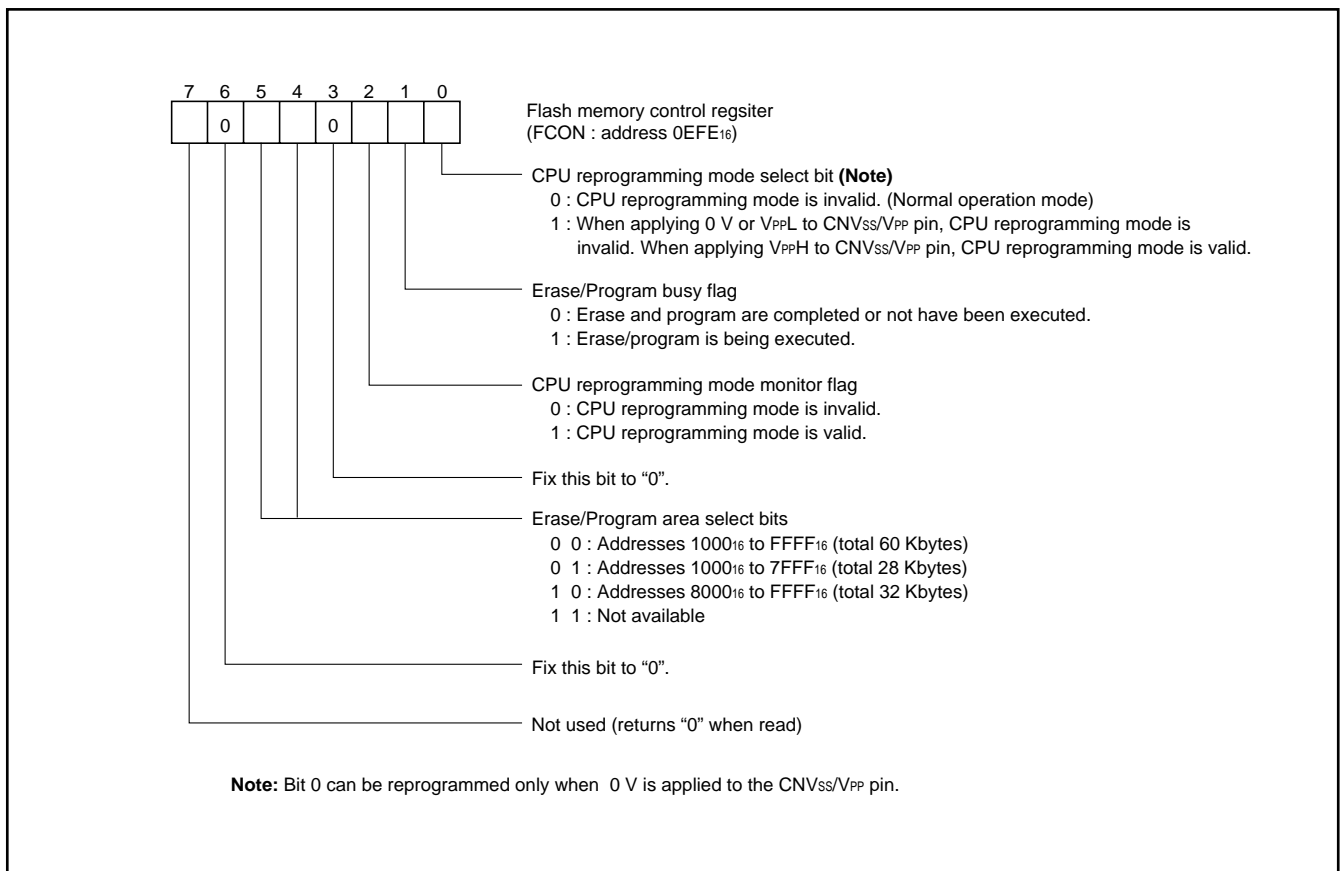 7 6 5 4 3 2 1 0
0 0
Flash memory control regsiter
(FCON : address 0EFE16)
CPU reprogramming mode select bit (Note)
0 : CPU reprogramming mode is invalid. (Normal operation mode)
1 : When applying 0 V or VPPL to CNVSS/VPP pin, CPU reprogramming mode is
invalid. When applying VPPH to CNVSS/VPP pin, CPU reprogramming mode is valid.
Erase/Program busy flag
0 : Erase and program are completed or not have been executed.
1 : Erase/program is being executed.
CPU reprogramming mode monitor flag
0 : CPU reprogramming mode is invalid.
1 : CPU reprogramming mode is valid.
Fix this bit to “0”.
Erase/Program area select bits
0 0 : Addresses 100016 to FFFF16 (total 60 Kbytes)
0 1 : Addresses 100016 to 7FFF16 (total 28 Kbytes)
1 0 : Addresses 800016 to FFFF16 (total 32 Kbytes)
1 1 : Not available
Fix this bit to “0”.
Not used (returns “0” when read)
Note: Bit 0 can be reprogrammed only when 0 V is applied to the CNVSS/VPP pin.